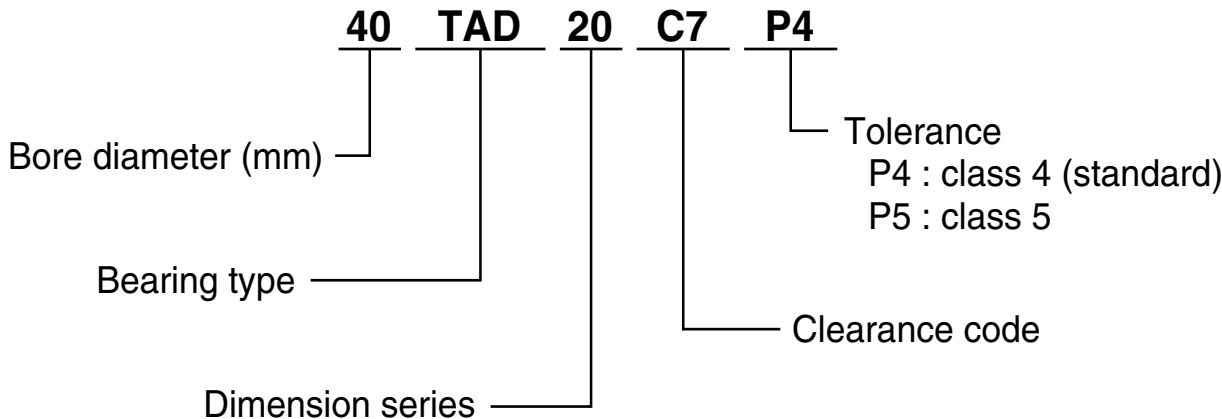 40 TAD 20 C7 P4
Tolerance
Bore diameter (mm)
P4 : class 4 (standard)
P5 : class 5
Bearing type
Clearance code
Dimension series